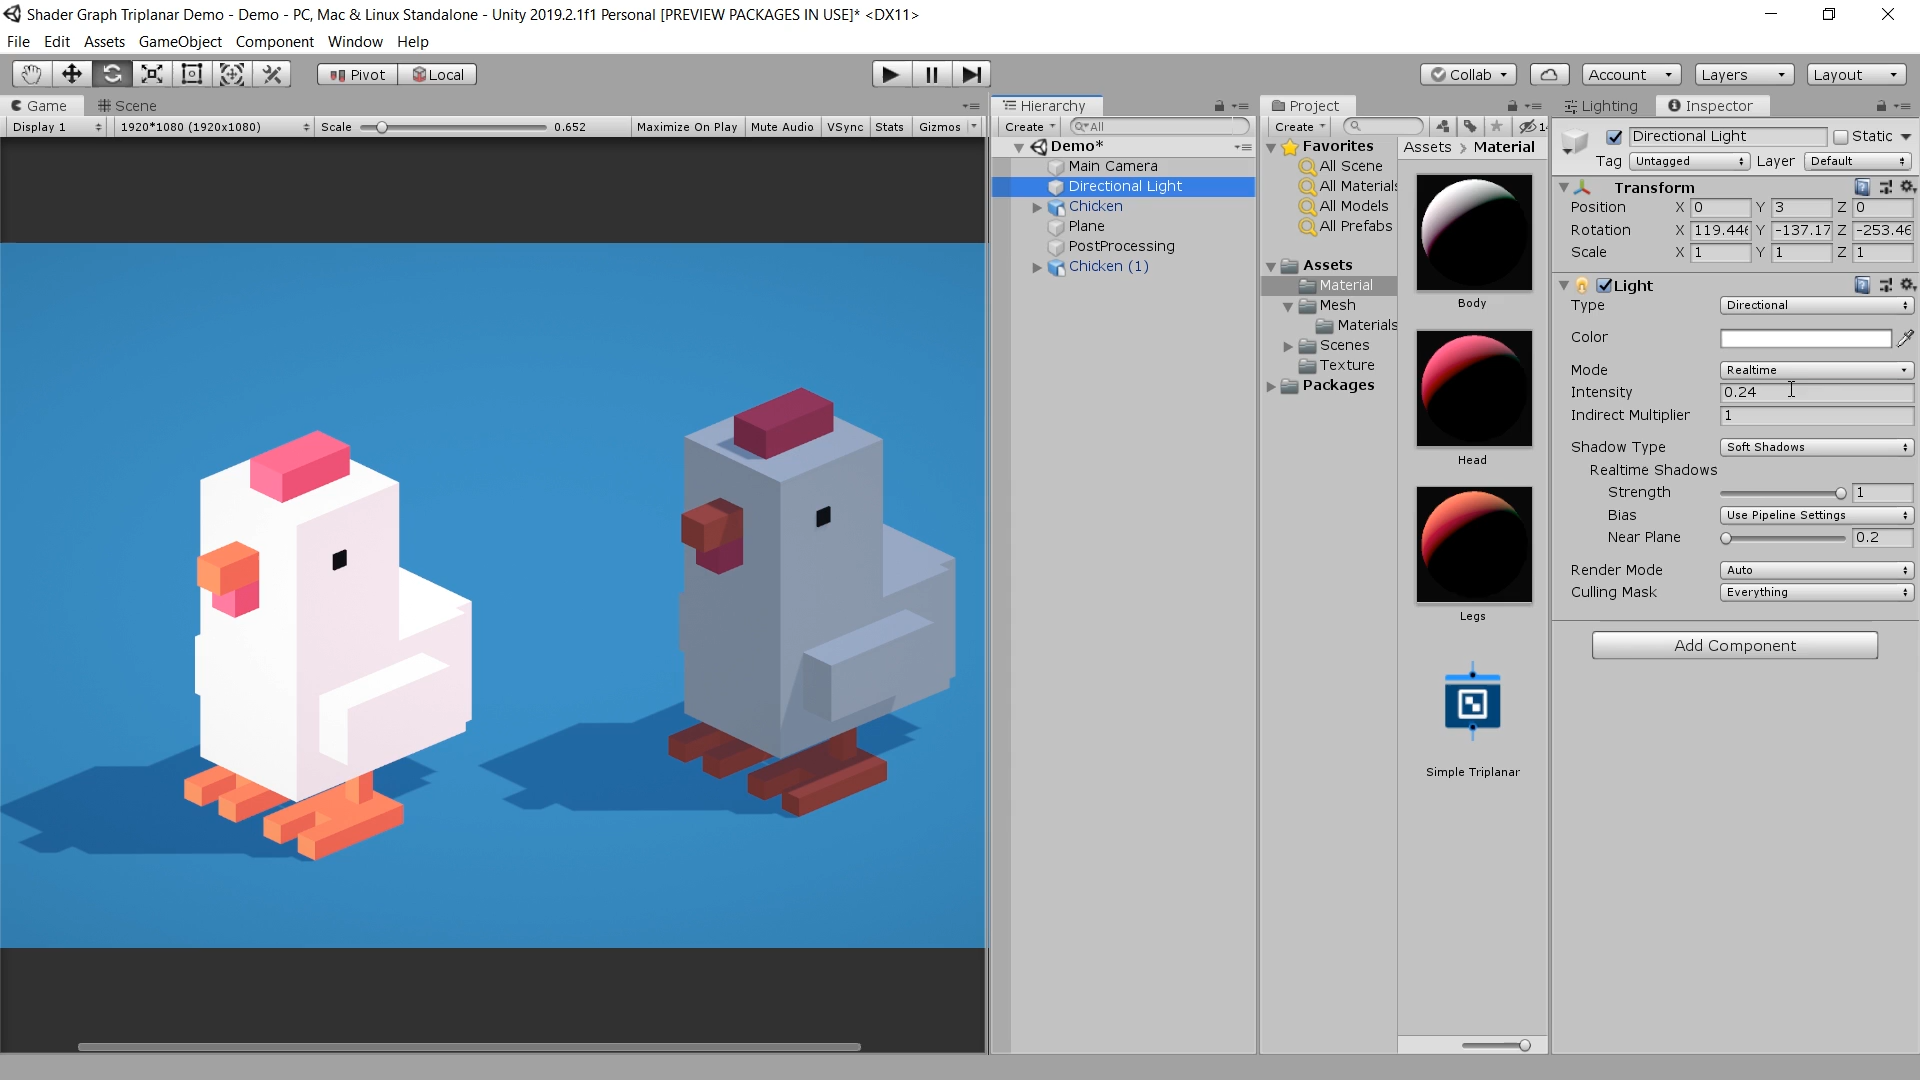 Shader Graph Triplanar Demo - Demo - PC, Mac & Linux Standalone - Unity 2019.2.1f1 Personal [PREVIEW PACKAGES IN USE]* <DX11>
File Edit Assets GameObject Component Window Help
Pivot Local Collab Account Layers Layout
Game Scene
Display 1 1920*1080 (1920x1080) Scale 0.652 Maximize On Play Mute Audio VSync Stats Gizmos
Hierarchy
Create All
Demo*
Main Camera
Directional Light
Chicken
Plane
PostProcessing
Chicken (1)
Project
Create
Favorites
All Scene
All Materials
All Models
All Prefabs
Assets
Material
Mesh
Materials
Scenes
Texture
Packages
Assets > Material
Body
Head
Legs
Simple Triplanar
Lighting Inspector
Directional Light Static
Tag Untagged Layer Default
Transform
Position X 0 Y 3 Z 0
Rotation X 119.446 Y -137.17 Z -253.46
Scale X 1 Y 1 Z 1
Light
Type Directional
Color
Mode Realtime
Intensity 0.24
Indirect Multiplier 1
Shadow Type Soft Shadows
Realtime Shadows
Strength 1
Bias Use Pipeline Settings
Near Plane 0.2
Render Mode Auto
Culling Mask Everything
Add Component